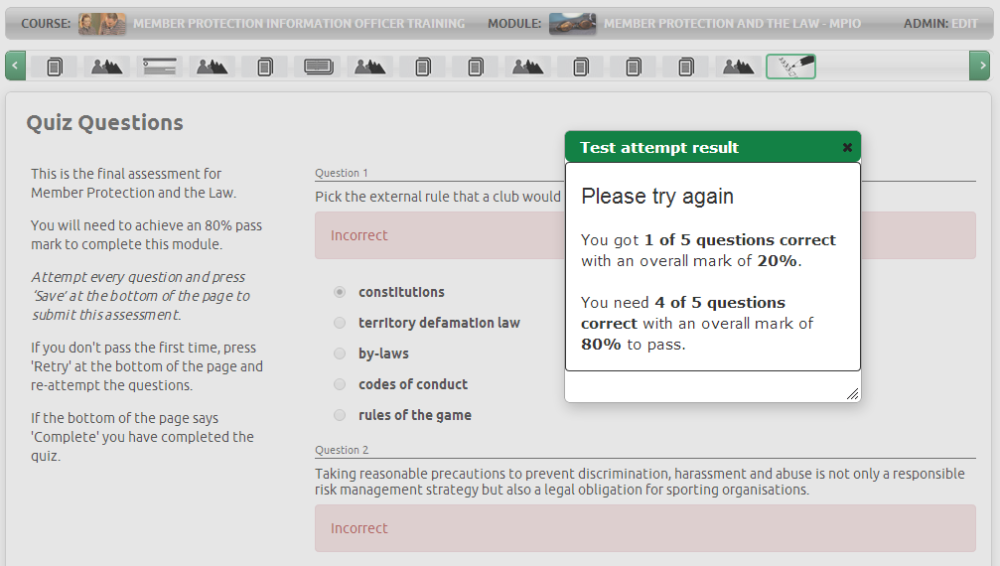 COURSE: MEMBER PROTECTION INFORMATION OFFICER TRAINING MODULE: MEMBER PROTECTION AND THE LAW - MPIO ADMIN: EDIT
Quiz Questions
This is the final assessment for
Member Protection and the Law.
You will need to achieve an 80% pass
mark to complete this module.
Attempt every question and press
'Save' at the bottom of the page to
submit this assessment.
If you don't pass the first time, press
'Retry' at the bottom of the page and
re-attempt the questions.
If the bottom of the page says
'Complete' you have completed the
quiz.
Question 1
Pick the external rule that a club would
Incorrect
constitutions
territory defamation law
by-laws
codes of conduct
rules of the game
Question 2
Taking reasonable precautions to prevent discrimination, harassment and abuse is not only a responsible
risk management strategy but also a legal obligation for sporting organisations.
Incorrect
Test attempt result
Please try again
You got 1 of 5 questions correct
with an overall mark of 20%.
You need 4 of 5 questions
correct with an overall mark of
80% to pass.